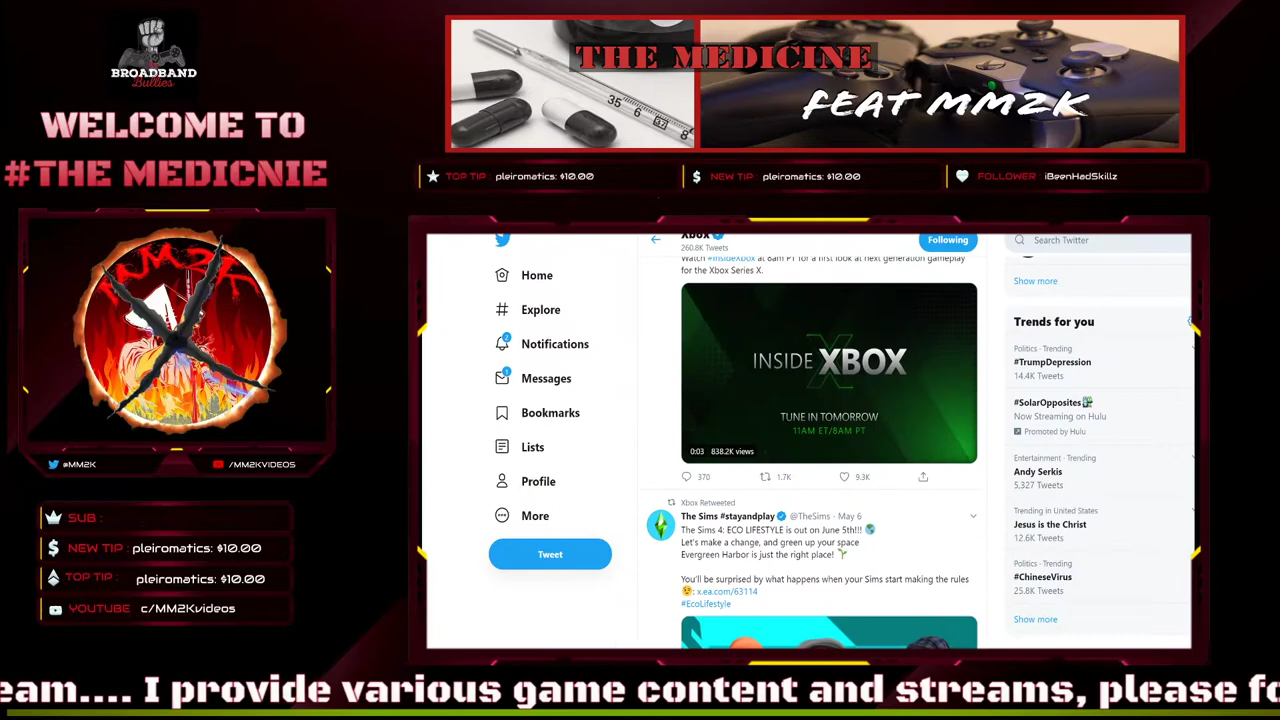 BROADBAND
Bullies
WELCOME TO
#THE MEDICNIE
MM2K
@MM2K
/MM2KVIDEOS
SUB :
NEW TIP : pleiromatics: $10.00
TOP TIP : pleiromatics: $10.00
YOUTUBE c/MM2Kvideos
THE MEDICINE
FEAT MM2K
35 6 37 8
TOP TIP : pleiromatics: $10.00
NEW TIP : pleiromatics: $10.00
FOLLOWER : iBeenHadSkillz
Home
Explore
2
Notifications
1
Messages
Bookmarks
Lists
Profile
More
Tweet
Xbox
260.8K Tweets
Following
Watch #InsideXbox at 8am PT for a first look at next generation gameplay
for the Xbox Series X.
INSIDE XBOX
TUNE IN TOMORROW
11AM ET/8AM PT
0:03 838.2K views
370 1.7K 9.3K
Xbox Retweeted
The Sims #stayandplay @TheSims · May 6
The Sims 4: ECO LIFESTYLE is out on June 5th!!!
Let's make a change, and green up your space
Evergreen Harbor is just the right place!
You'll be surprised by what happens when your Sims start making the rules
: x.ea.com/63114
#EcoLifestyle
Search Twitter
Show more
Trends for you
Politics · Trending
#TrumpDepression
14.4K Tweets
#SolarOpposites
Now Streaming on Hulu
Promoted by Hulu
Entertainment · Trending
Andy Serkis
5,327 Tweets
Trending in United States
Jesus is the Christ
12.6K Tweets
Politics · Trending
#ChineseVirus
25.8K Tweets
Show more
eam.... I provide various game content and streams, please fo